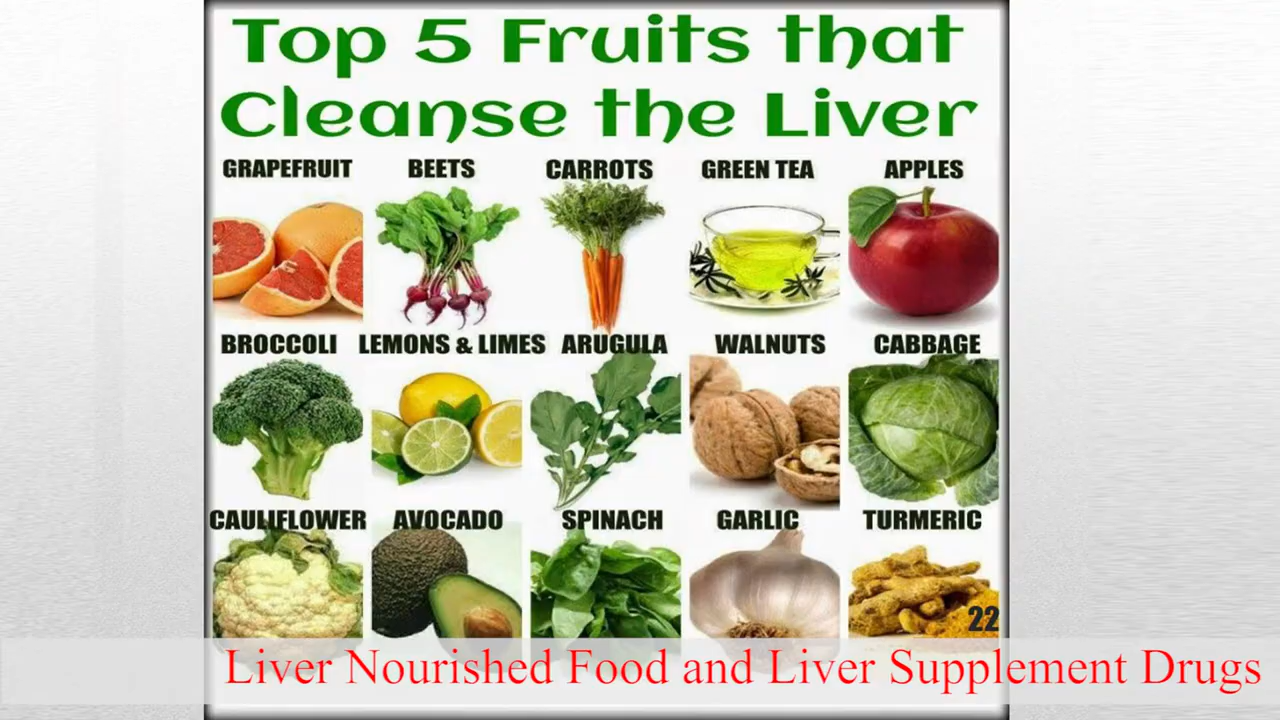 Top 5 Fruits that
Cleanse the Liver
GRAPEFRUIT BEETS CARROTS GREEN TEA APPLES
BROCCOLI LEMONS & LIMES ARUGULA WALNUTS CABBAGE
CAULIFLOWER AVOCADO SPINACH GARLIC TURMERIC
22
Liver Nourished Food and Liver Supplement Drugs